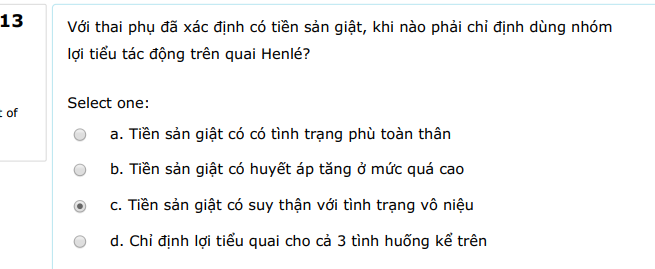 13
Với thai phụ đã xác định có tiền sản giật, khi nào phải chỉ định dùng nhóm
lợi tiểu tác động trên quai Henlé?
of
Select one:
a. Tiền sản giật có có tình trạng phù toàn thân
b. Tiền sản giật có huyết áp tăng ở mức quá cao
c. Tiền sản giật có suy thận với tình trạng vô niệu
d. Chỉ định lợi tiểu quai cho cả 3 tình huống kể trên